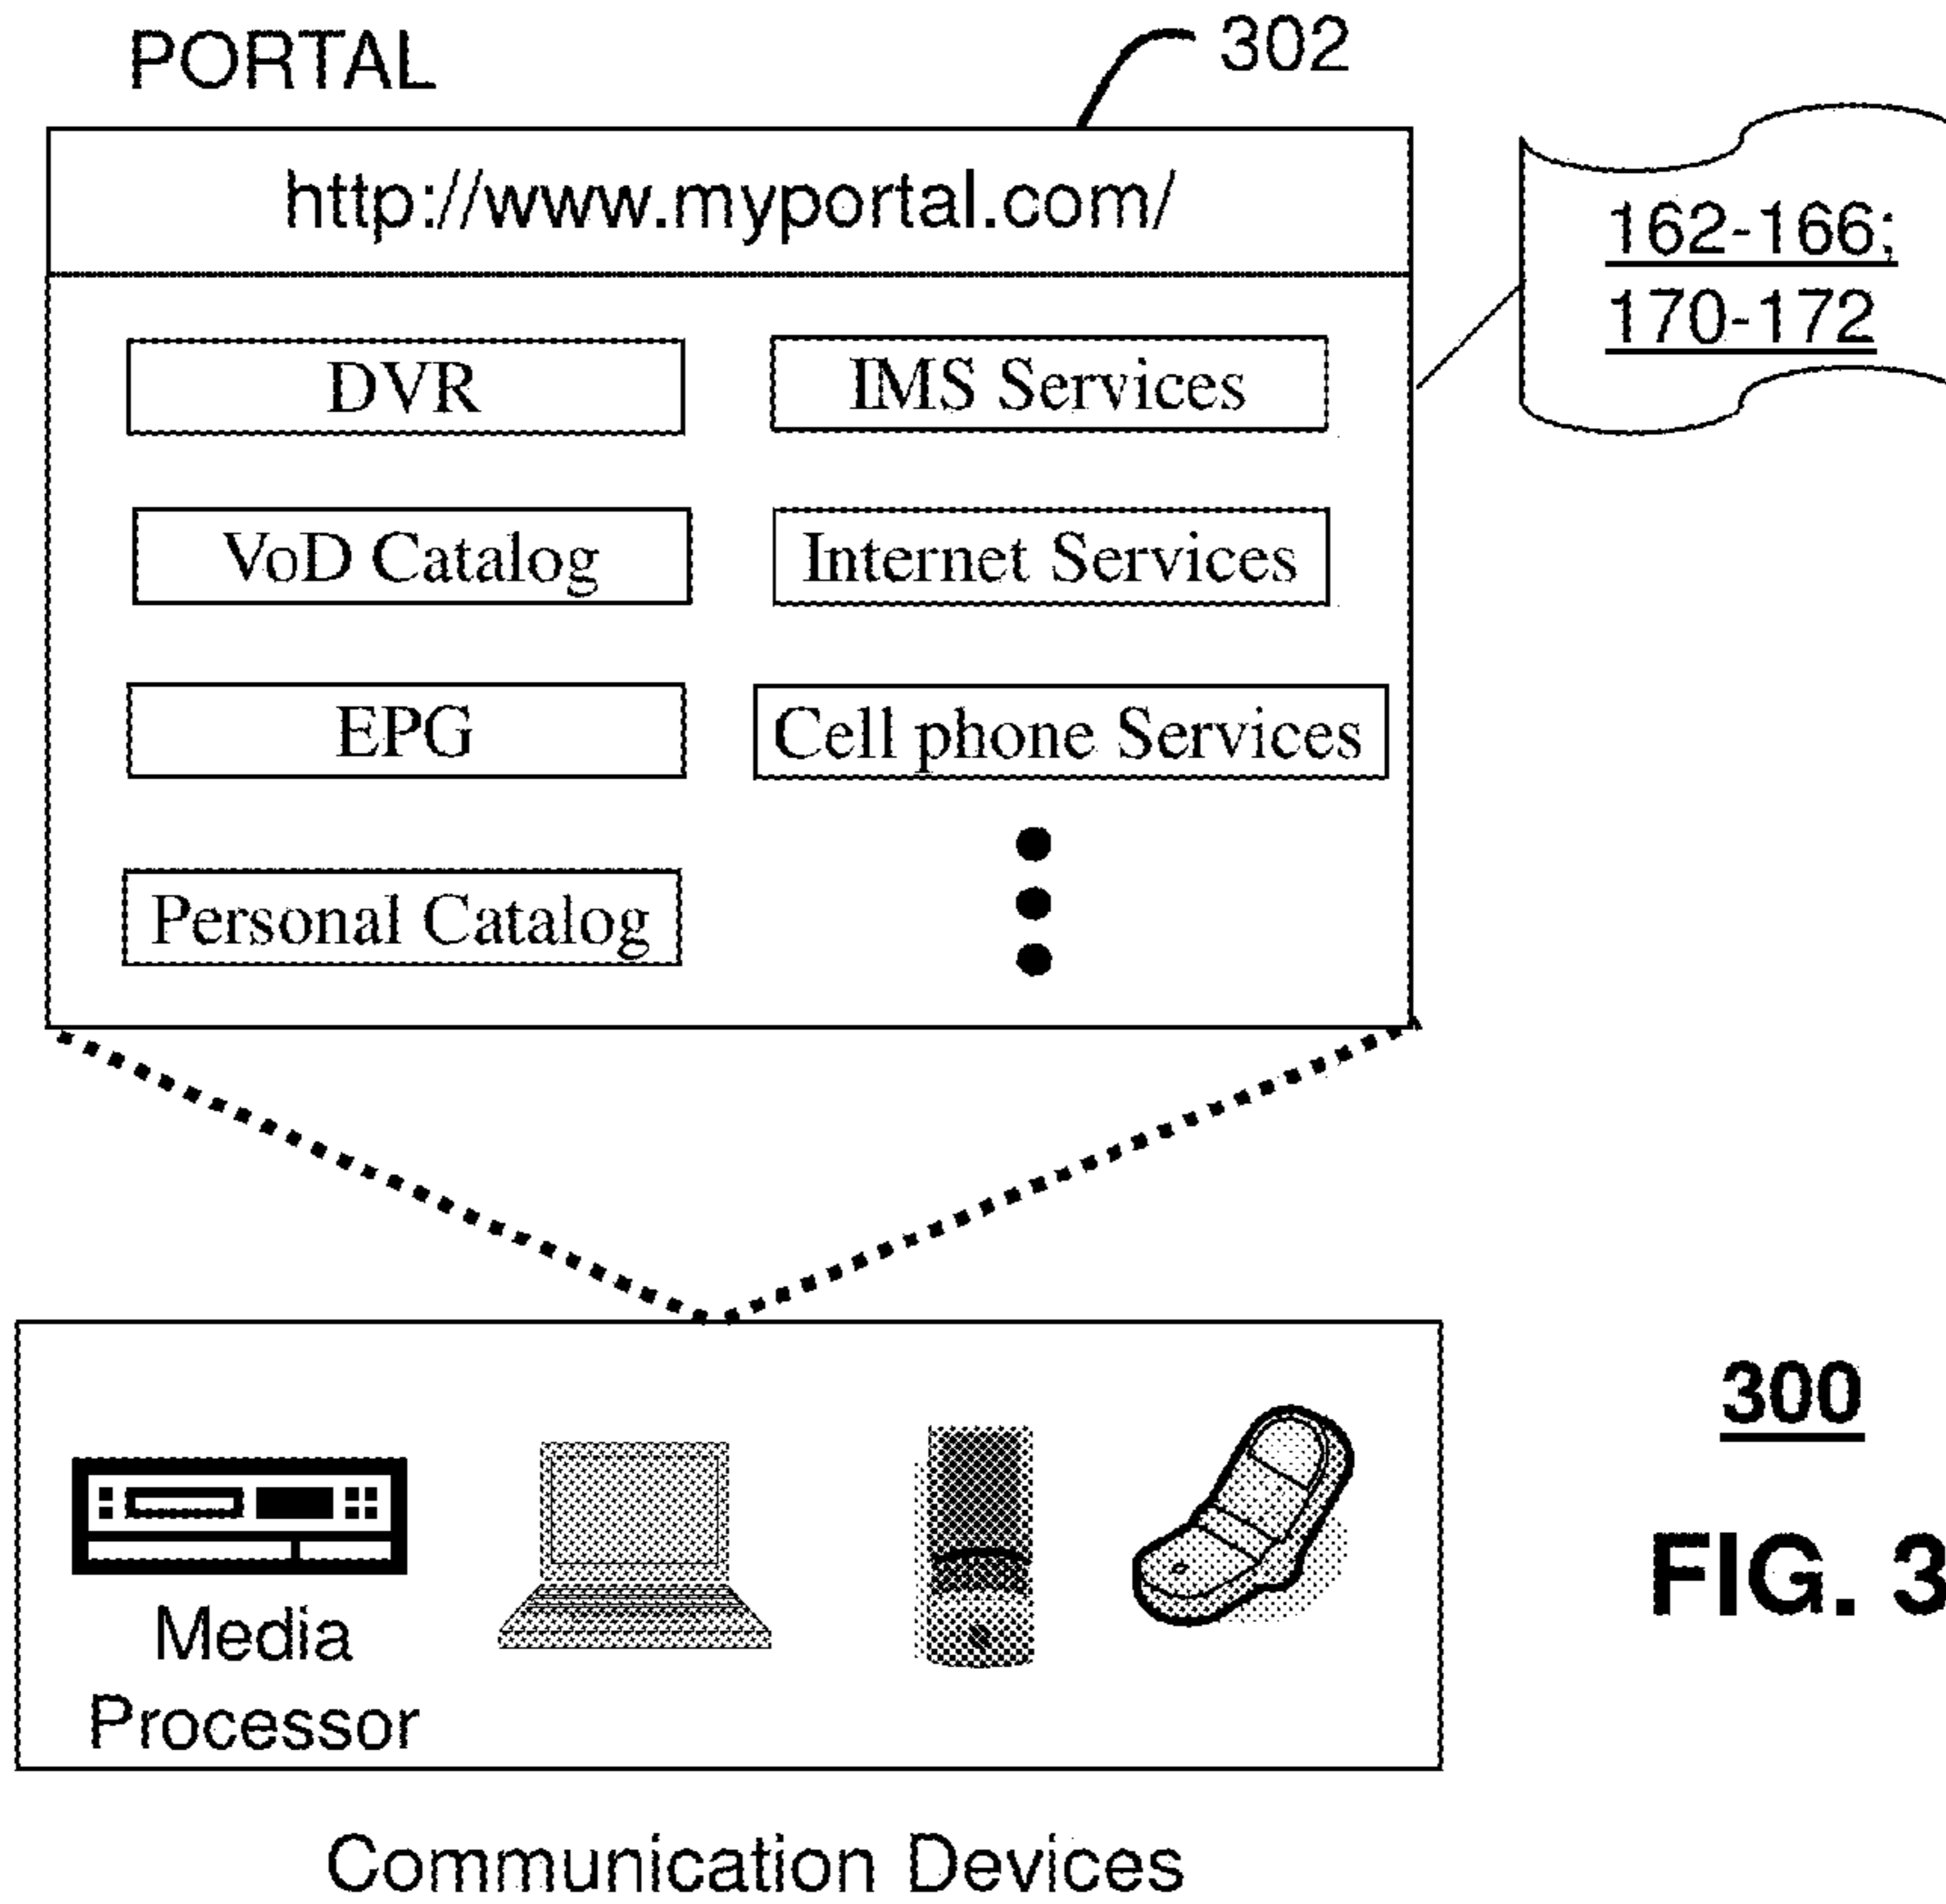 PORTAL
302
http://www.myportal.com/
162-166;
170-172
DVR
IMS Services
VoD Catalog
Internet Services
EPG
Cell phone Services
Personal Catalog
Media
Processor
300
FIG. 3
Communication Devices